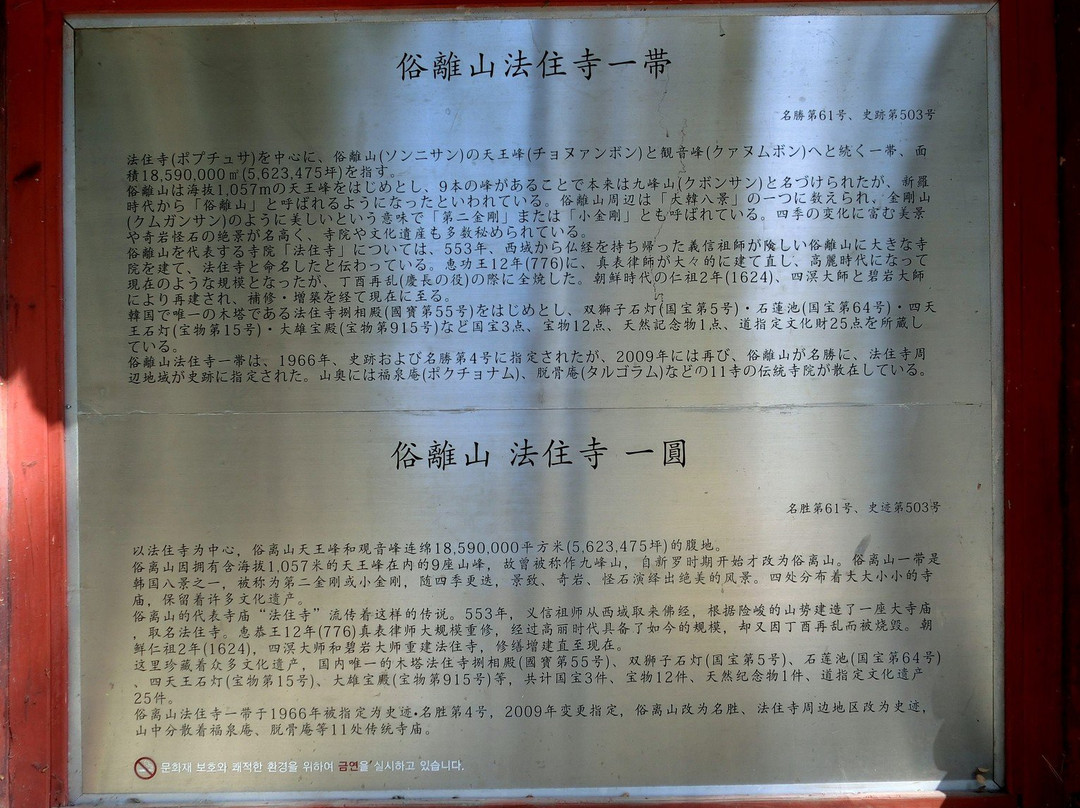 俗離山法住寺一帯
名勝第61号、史跡第503号
法住寺(ポプチュサ)を中心に、俗離山(ソンニサン)の天王峰(チョヌァンボン)と観音峰(クァヌムボン)へと続く一帯、面
積18,590,000㎡(5,623,475坪)を指す。
俗離山は海抜1,057mの天王峰をはじめとし、9本の峰があることで本来は九峰山(クボンサン)と名づけられたが、新羅
時代から「俗離山」と呼ばれるようになったといわれている。俗離山周辺は「大韓八景」の一つに数えられ、金剛山
(クムガンサン)のように美しいという意味で「第二金剛」または「小金剛」とも呼ばれている。四季の変化に富む美景
や奇岩怪石の絶景が名高く、寺院や文化遺産も多数秘められている。
俗離山を代表する寺院「法住寺」については、553年、西域から仏経を持ち帰った義信祖師が険しい俗離山に大きな寺
院を建て、法住寺と命名したと伝わっている。恵功王12年(776)に、真表律師が大々的に建て直し、高麗時代になって
現在のような規模となったが、丁酉再乱(慶長の役)の際に全焼した。朝鮮時代の仁祖2年(1624)、四溟大師と碧岩大師
により再建され、補修・増築を経て現在に至る。
韓国で唯一の木塔である法住寺捌相殿(國寶第55号)をはじめとし、双獅子石灯(国宝第5号)・石蓮池(国宝第64号)・四天
王石灯(宝物第15号)・大雄宝殿(宝物第915号)など国宝3点、宝物12点、天然記念物1点、道指定文化財25点を所蔵し
ている。
俗離山法住寺一帯は、1966年、史跡および名勝第4号に指定されたが、2009年には再び、俗離山が名勝に、法住寺周
辺地域が史跡に指定された。山奥には福泉庵(ポクチョナム)、脱骨庵(タルゴラム)などの11寺の伝統寺院が散在している。
俗離山 法住寺 一圓
名胜第61号、史迹第503号
以法住寺为中心，俗离山天王峰和观音峰连绵18,590,000平方米(5,623,475坪)的腹地。
俗离山因拥有含海拔1,057米的天王峰在内的9座山峰，故曾被称作九峰山，自新罗时期开始才改为俗离山。俗离山一带是
韩国八景之一，被称为第二金刚或小金刚，随四季更迭，景致、奇岩、怪石演绎出绝美的风景。四处分布着大大小小的寺
庙，保留着许多文化遗产。
俗离山的代表寺庙“法住寺”流传着这样的传说。553年，义信祖师从西域取来佛经，根据险峻的山势建造了一座大寺庙
，取名法住寺。惠恭王12年(776)真表律师大规模重修，经过高丽时代具备了如今的规模，却又因丁酉再乱而被烧毁。朝
鲜仁祖2年(1624)，四溟大师和碧岩大师重建法住寺，修缮增建直至现在。
这里珍藏着众多文化遗产，国内唯一的木塔法住寺捌相殿(國寶第55号)、双狮子石灯(国宝第5号)、石莲池(国宝第64号)
、四天王石灯(宝物第15号)、大雄宝殿(宝物第915号)等，共计国宝3件、宝物12件、天然纪念物1件、道指定文化遗产
25件。
俗离山法住寺一带于1966年被指定为史迹·名胜第4号，2009年变更指定，俗离山改为名胜、法住寺周边地区改为史迹，
山中分散着福泉庵、脱骨庵等11处传统寺庙。
문화재 보호와 쾌적한 환경을 위하여 금연을 실시하고 있습니다.